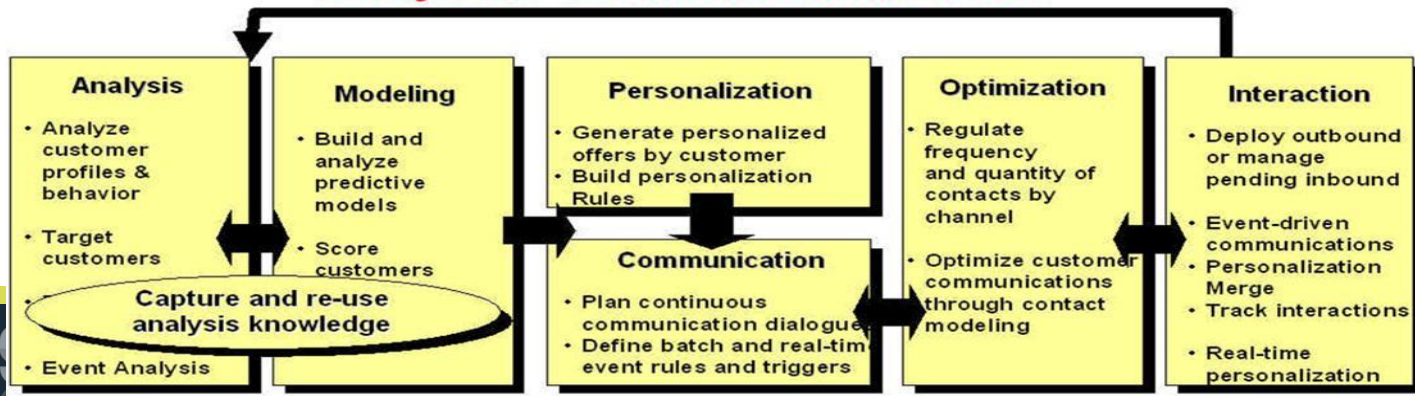 Analysis
• Analyze
customer
profiles &
behavior
• Target
customers
• Event Analysis
Modeling
• Build and
analyze
predictive
models
• Score
customers
Capture and re-use
analysis knowledge
Personalization
• Generate personalized
offers by customer
• Build personalization
Rules
Communication
• Plan continuous
communication dialogue
• Define batch and real-time
event rules and triggers
Optimization
• Regulate
frequency
and quantity of
contacts by
channel
• Optimize customer
communications
through contact
modeling
Interaction
• Deploy outbound
or manage
pending inbound
• Event-driven
communications
• Personalization
Merge
• Track interactions
• Real-time
personalization